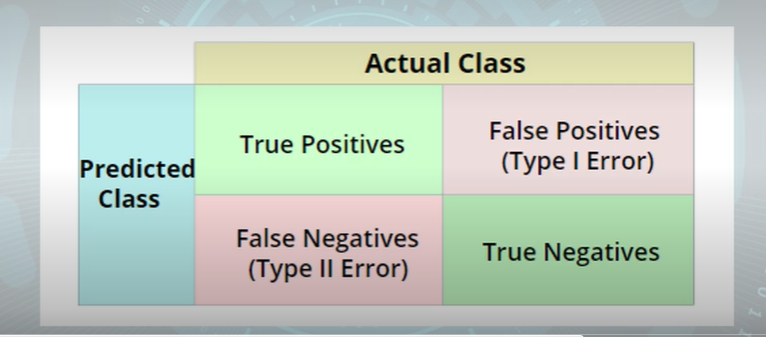 Actual Class
True Positives
False Positives
(Type I Error)
Predicted
Class
False Negatives
(Type II Error)
True Negatives